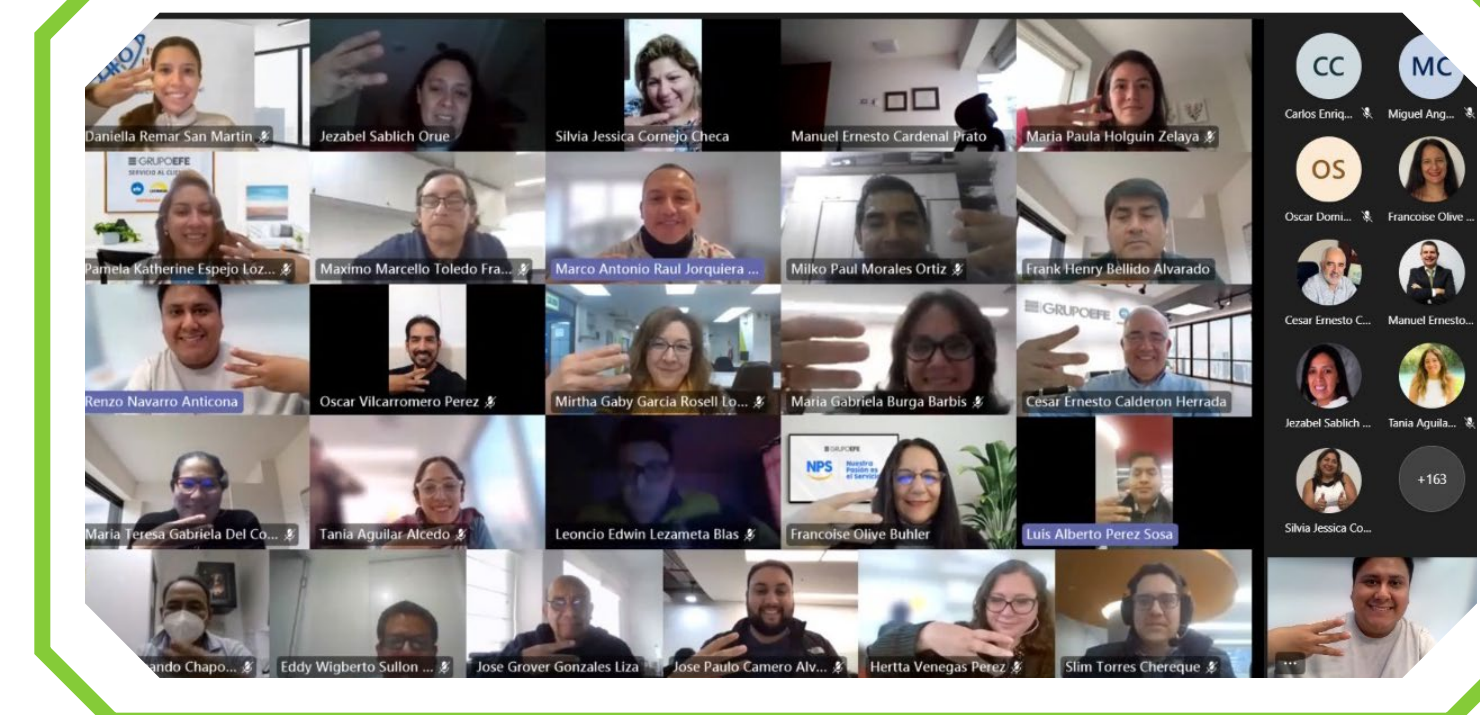 Daniella Remar San Martin
Jezabel Sablich Orue
Silvia Jessica Cornejo Checa
Manuel Ernesto Cardenal Prato
Maria Paula Holguin Zelaya
GRUPOEFE
SERVICIO AL
Pamela Katherine Espejo Loz...
Maximo Marcello Toledo Fra...
Marco Antonio Raul Jorquiera ...
Milko Paul Morales Ortiz
Frank Henry Bellido Alvarado
Renzo Navarro Anticona
Oscar Vilcarromero Perez
Mirtha Gaby Garcia Rosell Lo...
Maria Gabriela Burga Barbis
GRUPOEFE
Cesar Ernesto Calderon Herrada
Maria Teresa Gabriela Del Co...
Tania Aguilar Alcedo
Leoncio Edwin Lezameta Blas
GRUPOEFE
NPS
Nuestra
Pasión es
el Servicio
Francoise Olive Buhler
Luis Alberto Perez Sosa
ando Chapo...
Eddy Wigberto Sullon ...
Jose Grover Gonzales Liza
Jose Paulo Camero Alv...
Hertta Venegas Perez
Slim Torres Chereque
CC
MC
Carlos Enriq...
Miguel Ang...
OS
Oscar Domi...
Francoise Olive ...
Cesar Ernesto C...
Manuel Ernesto...
Jezabel Sablich ...
Tania Aguila...
+163
Silvia Jessica Co...
...